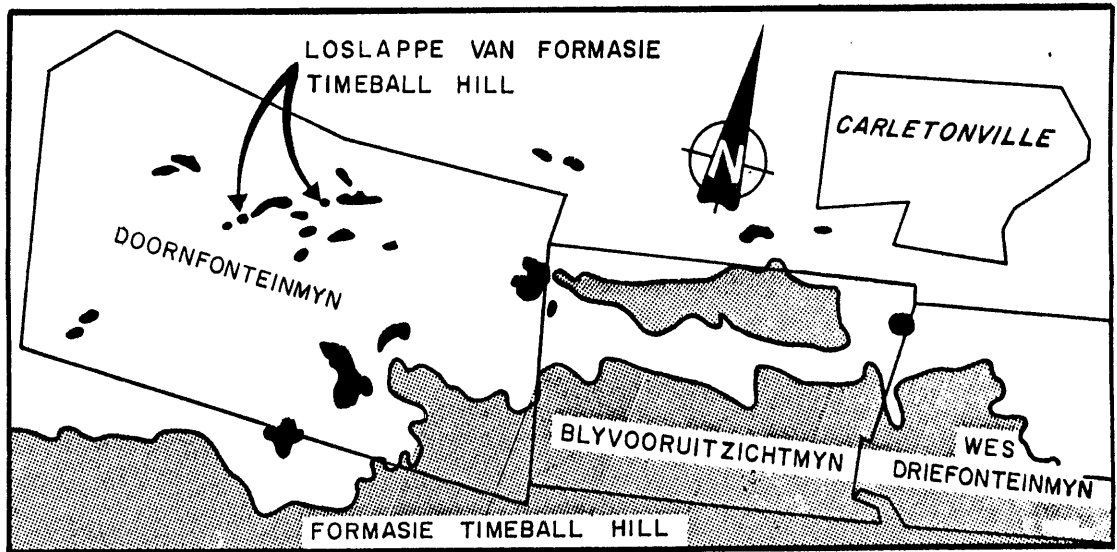 LOSLAPPE VAN FORMASIE
TIMEBALL HILL
CARLETONVILLE
N
DOORNFONTEINMYN
BLYVOORUITZICHTMYN
WES
DRIEFONTEINMYN
FORMASIE TIMEBALL HILL